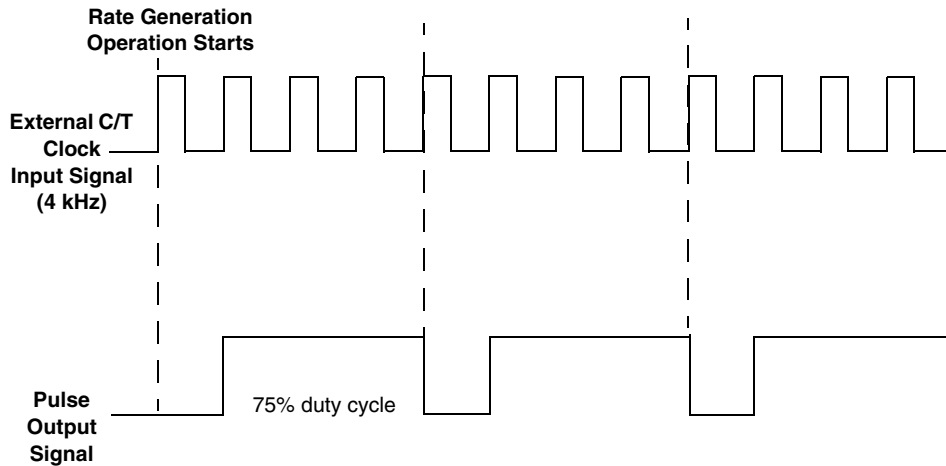 Rate Generation
Operation Starts
External C/T
Clock
Input Signal
(4 kHz)
75% duty cycle
Pulse
Output
Signal